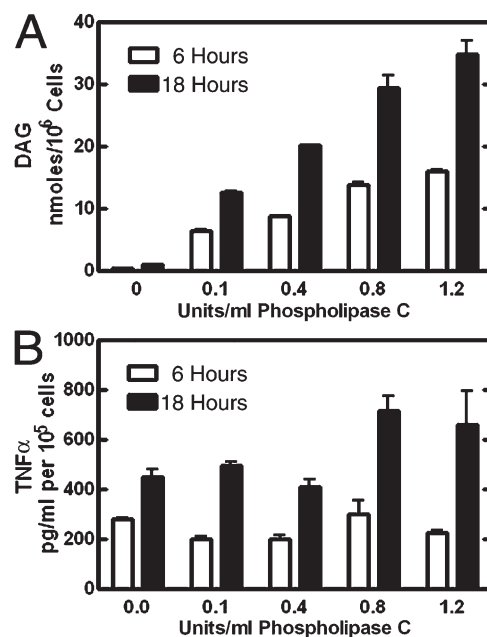 A
40
30
20
10
0
DAG
nmoles/10⁶ Cells
6 Hours
18 Hours
0 0.1 0.4 0.8 1.2
Units/ml Phospholipase C
B
1000
800
600
400
200
0
TNFα
pg/ml per 10⁵ cells
6 Hours
18 Hours
0.0 0.1 0.4 0.8 1.2
Units/ml Phospholipase C